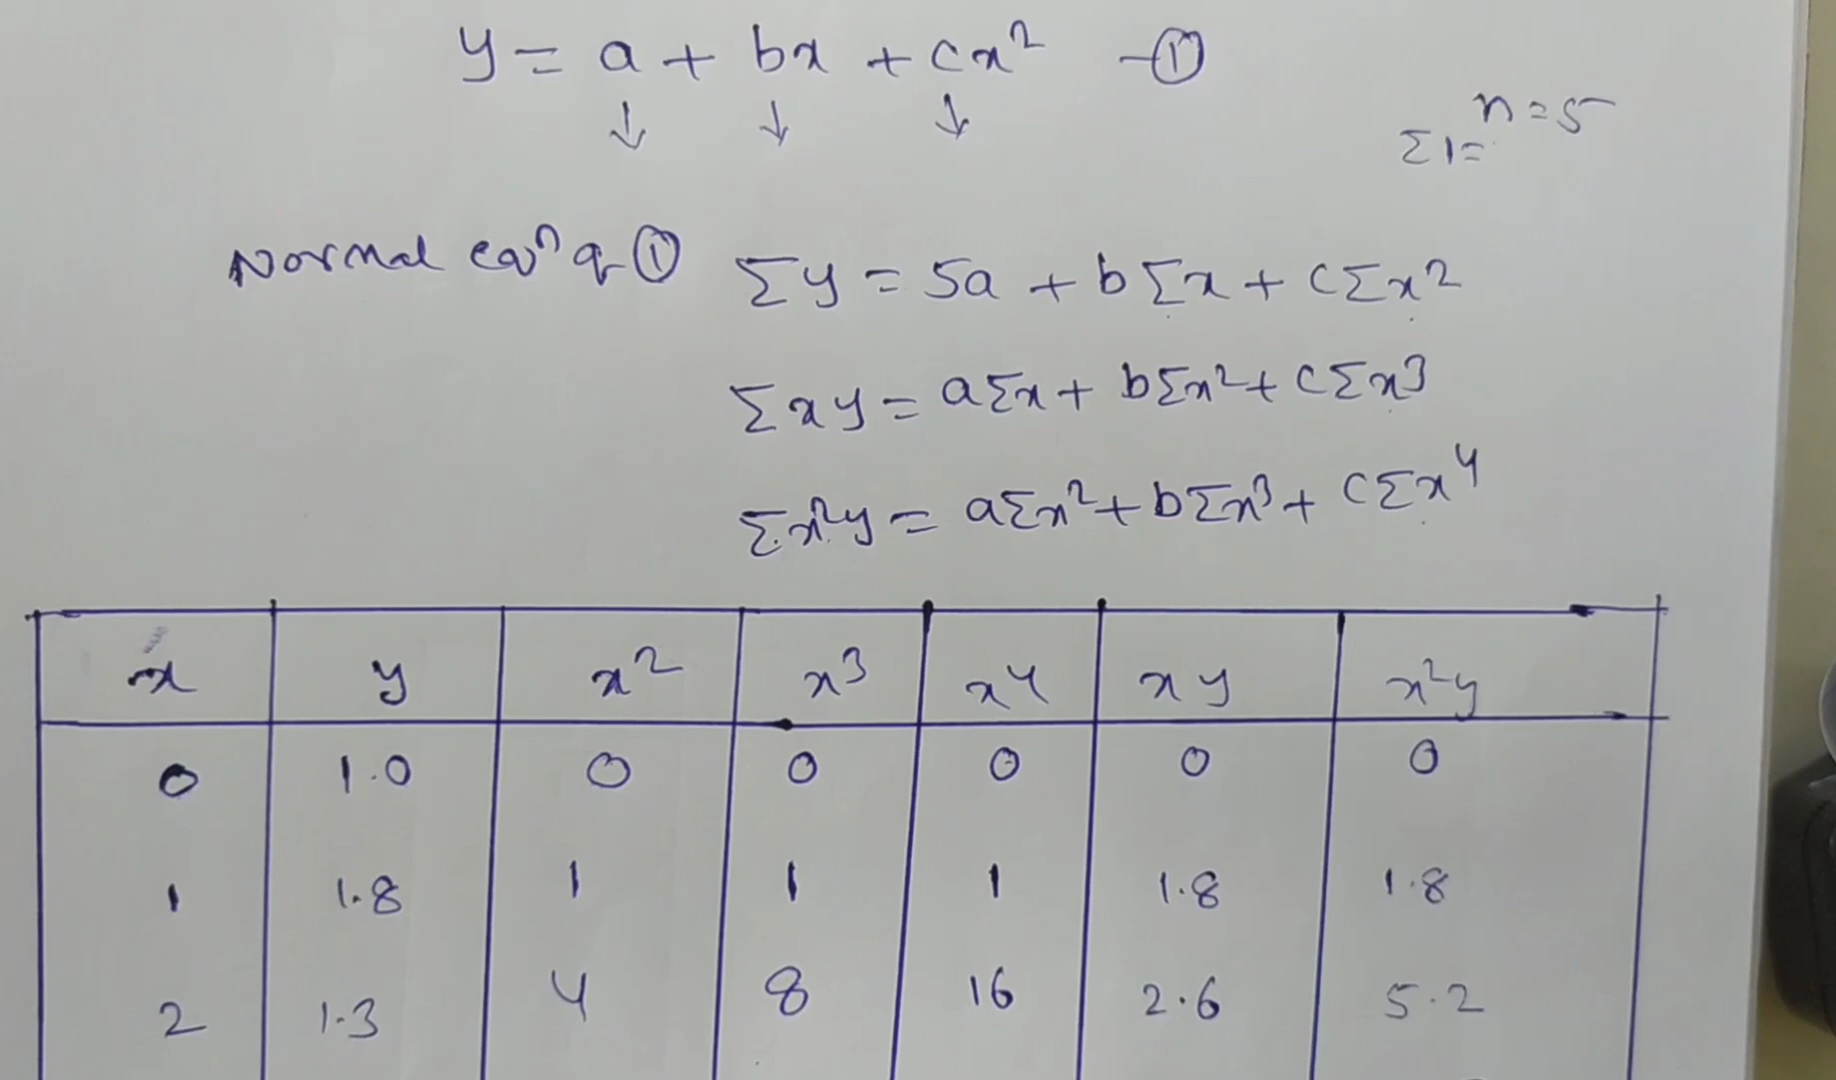 y = a + bx + cx² -①
↓ ↓ ↓
n=5
Σ1=
Normal eqⁿ of ① Σy = 5a + bΣx + cΣx²
Σxy = aΣx + bΣx² + cΣx³
Σx²y = aΣx² + bΣx³ + cΣx⁴
x y x² x³ x⁴ xy x²y
0 1.0 0 0 0 0 0
1 1.8 1 1 1 1.8 1.8
2 1.3 4 8 16 2.6 5.2